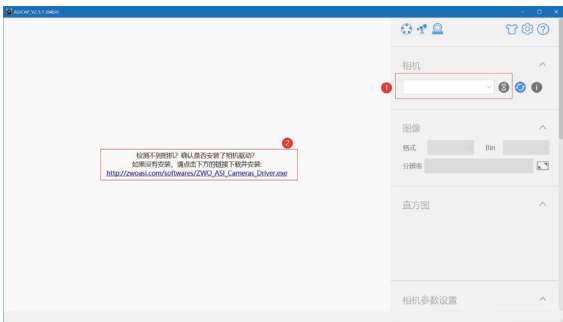 ASICAP_V2.5.1 (64bit)
相机
1
图像
2
格式
Bin
检测不到相机? 确认是否安装了相机驱动?
如果没有安装, 请点击下方的链接下载并安装:
http://zwoasi.com/softwares/ZWO_ASI_Cameras_Driver.exe
分辨率
直方图
相机参数设置